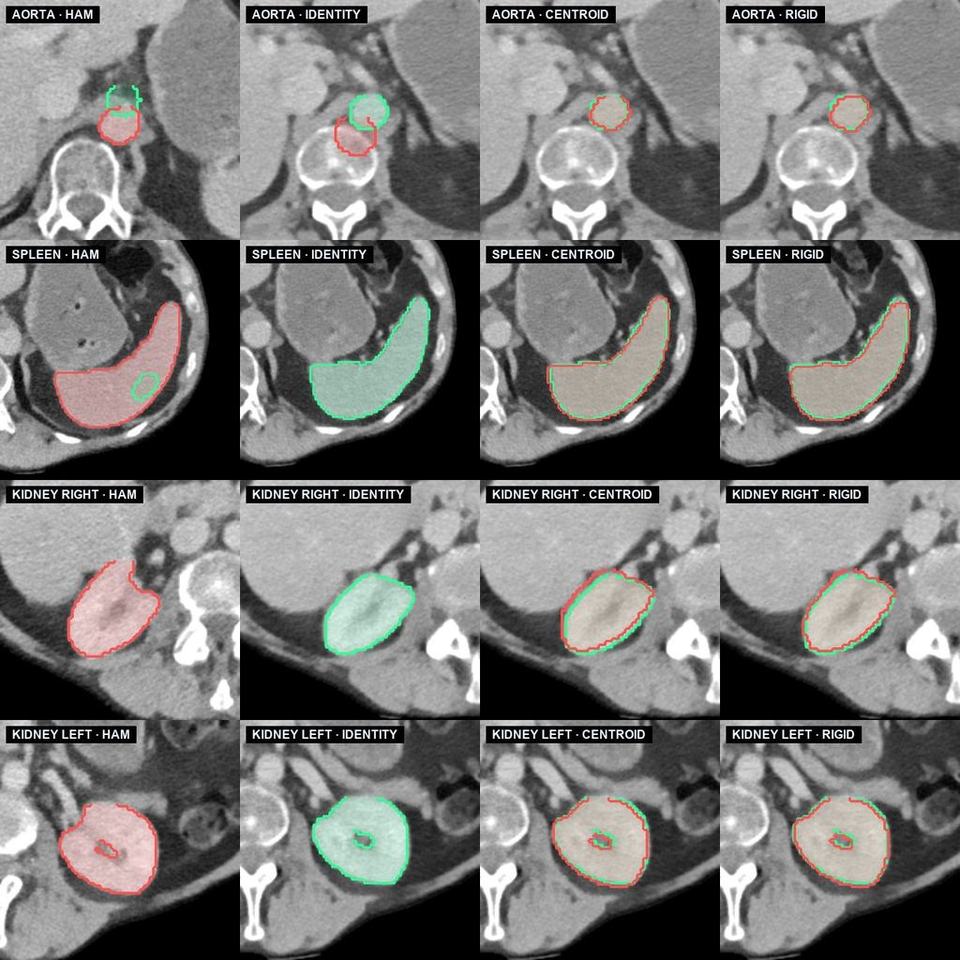 AORTA · HAM
AORTA · IDENTITY
AORTA · CENTROID
AORTA · RIGID
SPLEEN · HAM
SPLEEN · IDENTITY
SPLEEN · CENTROID
SPLEEN · RIGID
KIDNEY RIGHT · HAM
KIDNEY RIGHT · IDENTITY
KIDNEY RIGHT · CENTROID
KIDNEY RIGHT · RIGID
KIDNEY LEFT · HAM
KIDNEY LEFT · IDENTITY
KIDNEY LEFT · CENTROID
KIDNEY LEFT · RIGID